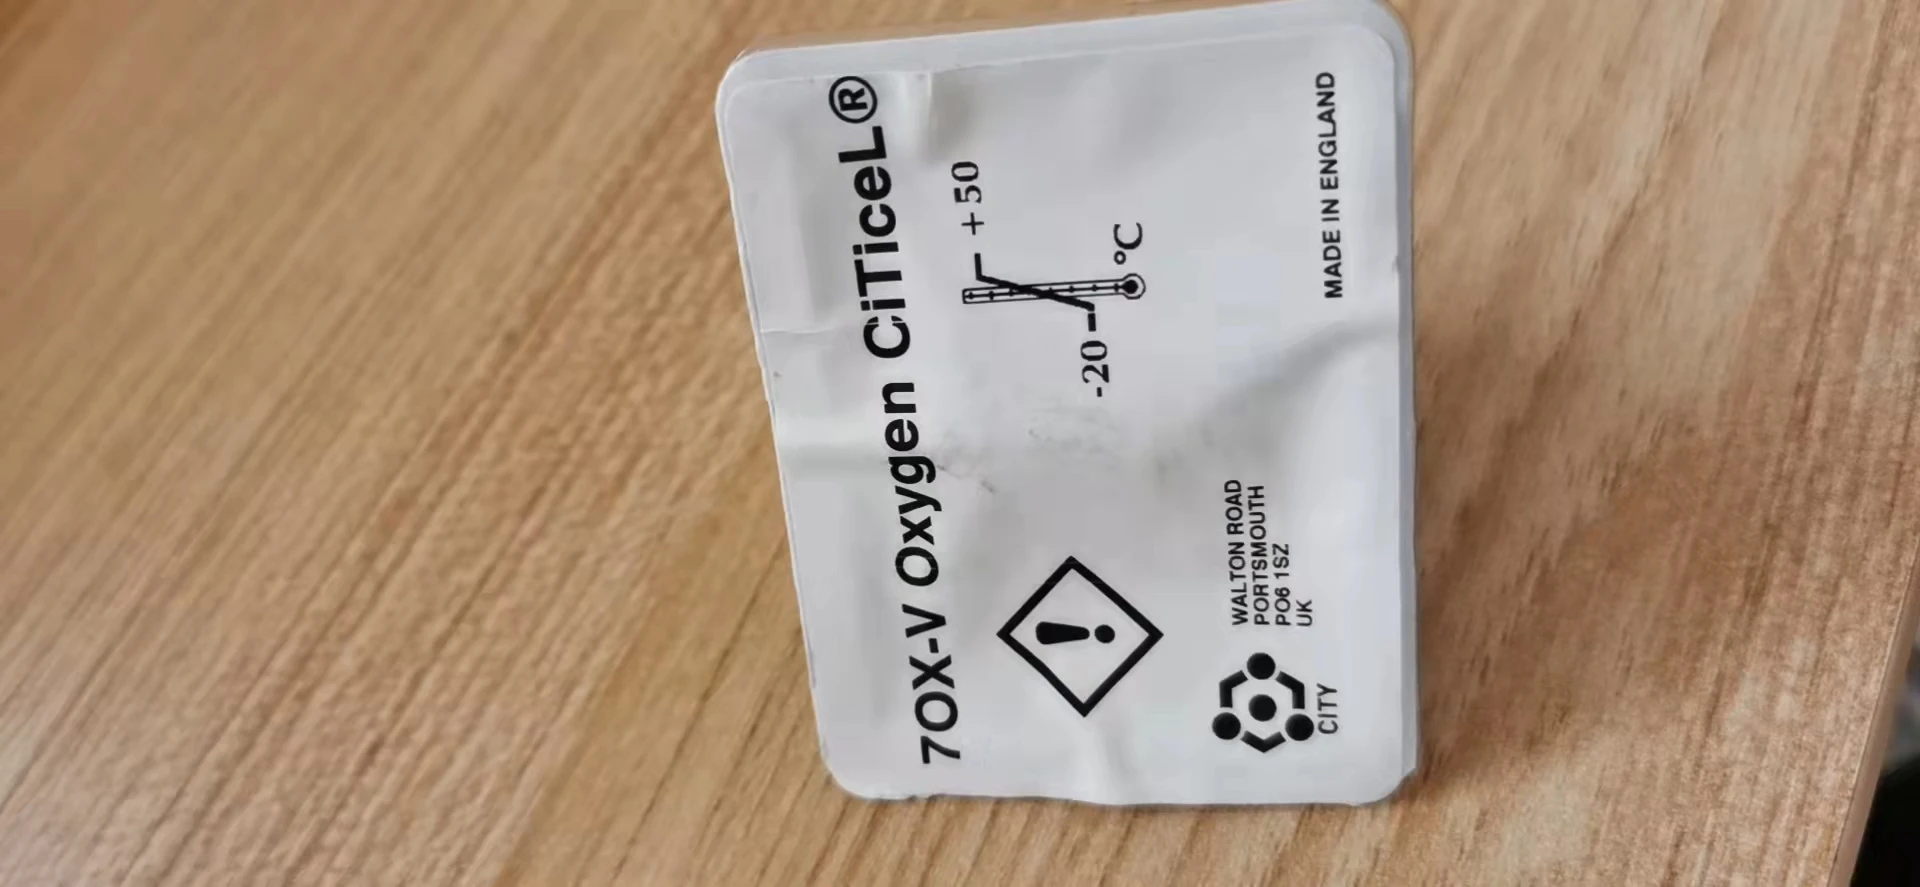 7OX-V Oxygen CiTiceL®
+50
-20
°C
CITY
WALTON ROAD
PORTSMOUTH
PO6 1SZ
UK
MADE IN ENGLAND